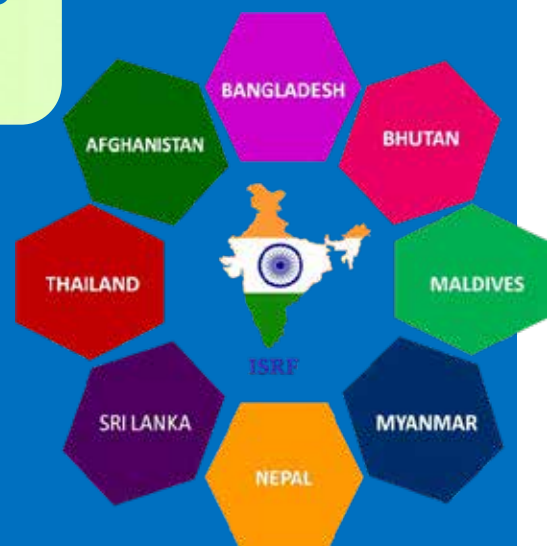 BANGLADESH
BHUTAN
AFGHANISTAN
THAILAND
MALDIVES
ISRF
SRI LANKA
MYANMAR
NEPAL